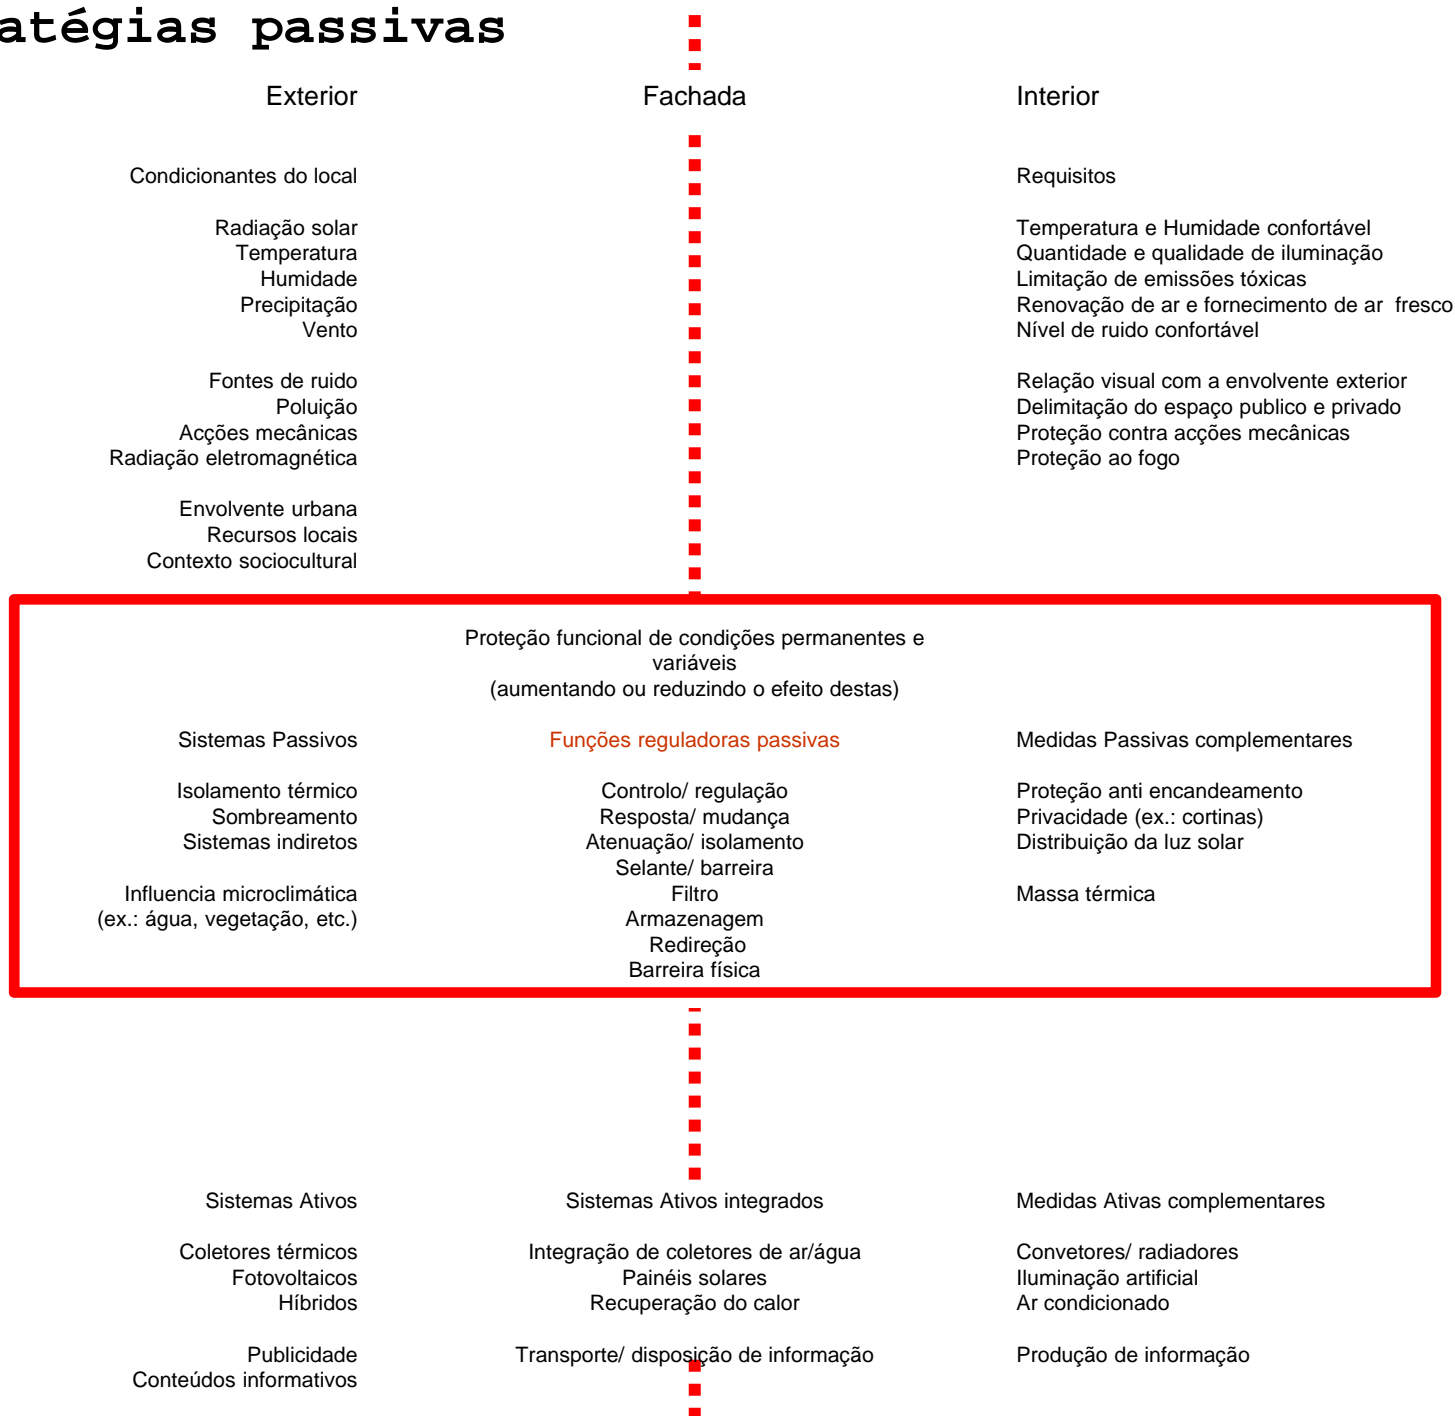 atégias passivas
Exterior
Fachada
Interior
Condicionantes do local
Requisitos
Radiação solar
Temperatura
Humidade
Precipitação
Vento
Temperatura e Humidade confortável
Quantidade e qualidade de iluminação
Limitação de emissões tóxicas
Renovação de ar e fornecimento de ar fresco
Nível de ruido confortável
Fontes de ruido
Poluição
Acções mecânicas
Radiação eletromagnética
Relação visual com a envolvente exterior
Delimitação do espaço publico e privado
Proteção contra acções mecânicas
Proteção ao fogo
Envolvente urbana
Recursos locais
Contexto sociocultural
Proteção funcional de condições permanentes e
variáveis
(aumentando ou reduzindo o efeito destas)
Sistemas Passivos
Funções reguladoras passivas
Medidas Passivas complementares
Isolamento térmico
Sombreamento
Sistemas indiretos
Influencia microclimática
(ex.: água, vegetação, etc.)
Controlo/ regulação
Resposta/ mudança
Atenuação/ isolamento
Selante/ barreira
Filtro
Armazenagem
Redireção
Barreira física
Proteção anti encandeamento
Privacidade (ex.: cortinas)
Distribuição da luz solar
Massa térmica
Sistemas Ativos
Sistemas Ativos integrados
Medidas Ativas complementares
Coletores térmicos
Fotovoltaicos
Híbridos
Integração de coletores de ar/água
Painéis solares
Recuperação do calor
Convetores/ radiadores
Iluminação artificial
Ar condicionado
Publicidade
Conteúdos informativos
Transporte/ disposição de informação
Produção de informação